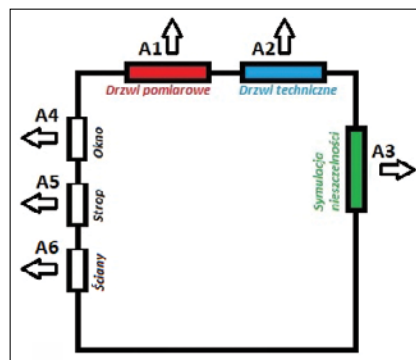 A1
A2
Drzwi pomiarowe
Drzwi techniczne
A4
Okno
A3
Symulacja
nieszczelności
A5
Strop
A6
Ściany